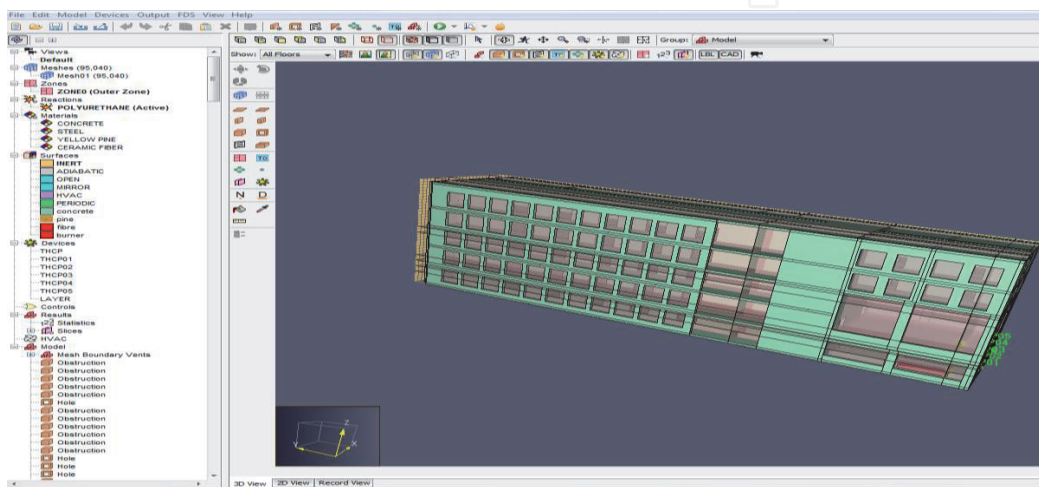 File Edit Model Devices Output FDS View Help
Group: Model
Show: All Floors
LBL CAD
Views
Default
Meshes (95,040)
Mesh01 (95,040)
Zones
ZONE0 (Outer Zone)
Reactions
POLYURETHANE (Active)
Materials
CONCRETE
STEEL
YELLOW PINE
CERAMIC FIBER
Surfaces
INERT
ADIABATIC
OPEN
MIRROR
HVAC
PERIODIC
concrete
pine
fibre
burner
Devices
THCP
THCP01
THCP02
THCP03
THCP04
THCP05
LAYER
Controls
Results
Statistics
Slices
HVAC
Model
Mesh Boundary Vents
Obstruction
Obstruction
Obstruction
Obstruction
Obstruction
Hole
Obstruction
Obstruction
Obstruction
Obstruction
Obstruction
Obstruction
Hole
Hole
Hole
N D
Z
Y X
3D View 2D View Record View